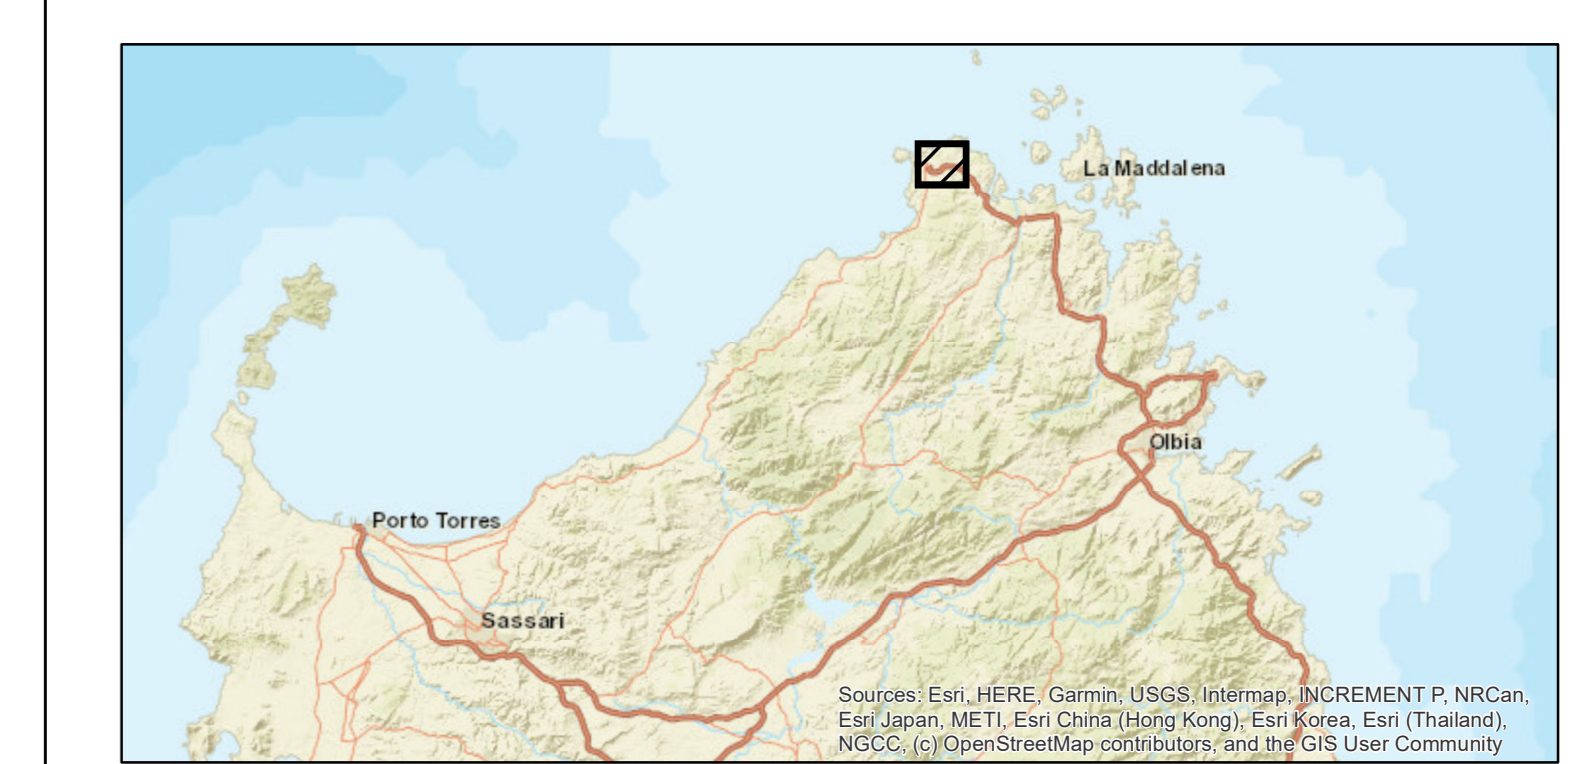 La Maddalena
Olbia
Porto Torres
Sassari
Sources: Esri, HERE, Garmin, USGS, Intermap, INCREMENT P, NRCan,
Esri Japan, METI, Esri China (Hong Kong), Esri Korea, Esri (Thailand),
NGCC, (c) OpenStreetMap contributors, and the GIS User Community